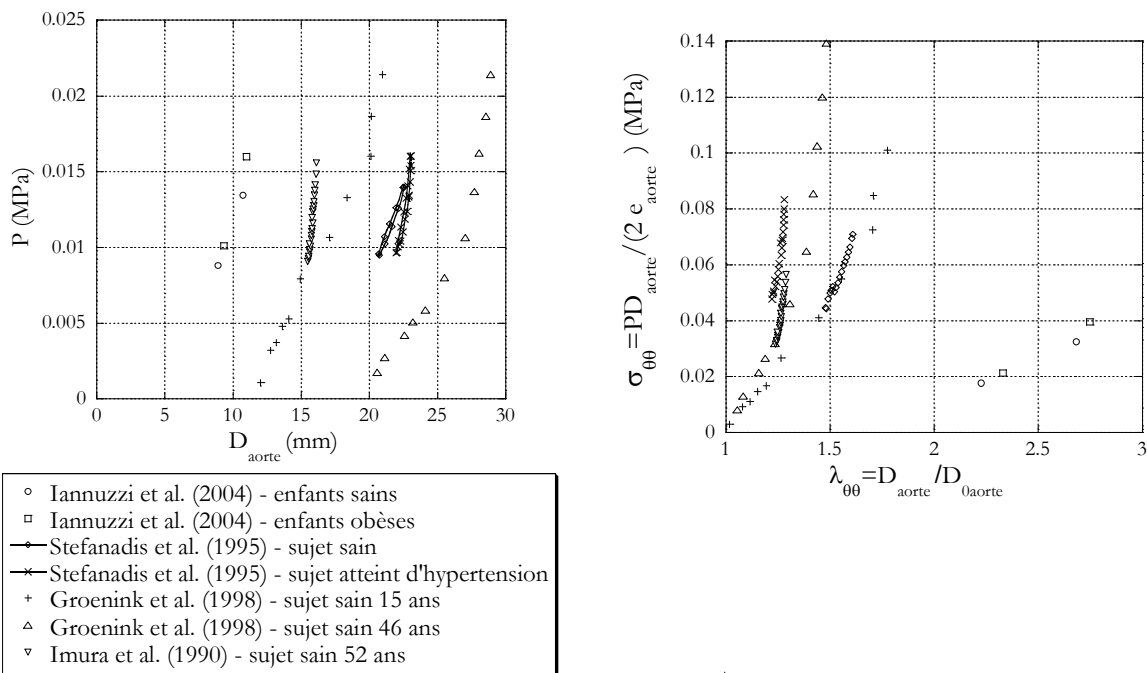 0.025
0.02
0.015
0.01
0.005
0
P (MPa)
0 5 10 15 20 25 30
D aorte (mm)
0.14
0.12
0.1
0.08
0.06
0.04
0.02
0
σθθ=PD aorte/(2 e aorte) (MPa)
1 1.5 2 2.5 3
λθθ=D aorte/D 0aorte
Iannuzzi et al. (2004) - enfants sains
Iannuzzi et al. (2004) - enfants obèses
Stefanadis et al. (1995) - sujet sain
Stefanadis et al. (1995) - sujet atteint d'hypertension
Groenink et al. (1998) - sujet sain 15 ans
Groenink et al. (1998) - sujet sain 46 ans
Imura et al. (1990) - sujet sain 52 ans